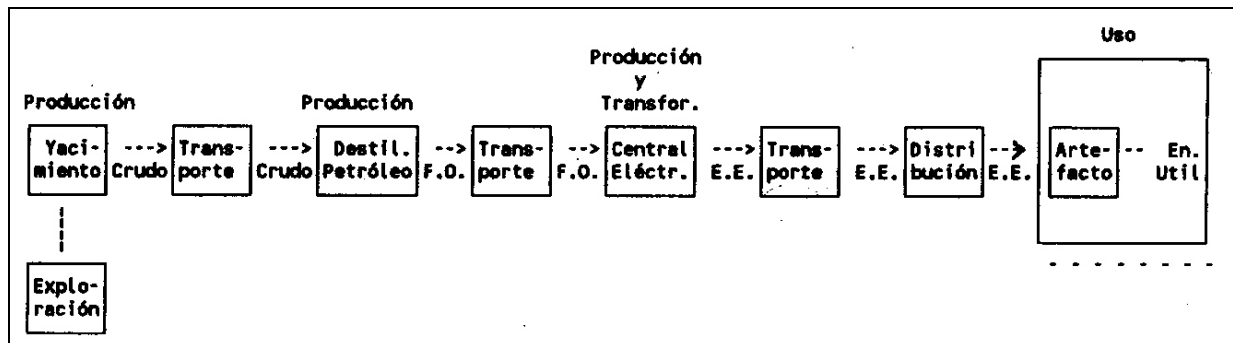 Uso
Producción
y
Producción Producción Transfor.
Yaci- ---> Trans- ---> Destil. --> Trans- --> Central ---> Trans- --> Distri --> Arte- -- En.
miento Crudo porte Crudo Petróleo F.O. porte F.O. Eléctr. E.E. porte E.E. bución E.E. facto Util
Explo-
ración